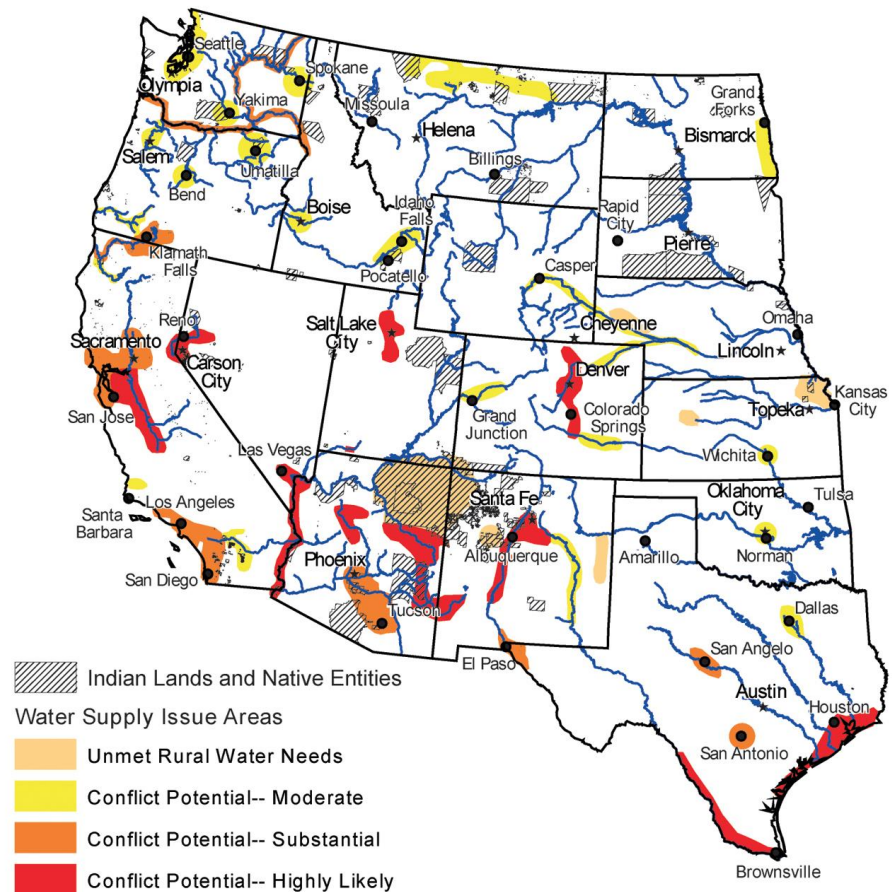 Seattle
Olympia
Spokane
Yakima
Missoula
Helena
Grand
Forks
Bismarck
Salem
Umatilla
Billings
Bend
Boise
Idaho
Falls
Rapid
City
Pierre
Klamath
Falls
Pocatello
Casper
Reno
Salt Lake
City
Cheyenne
Omaha
Sacramento
Carson
City
Lincoln
Denver
San Jose
Grand
Junction
Colorado
Springs
Topeka
Kansas
City
Las Vegas
Wichita
Santa Fe
Oklahoma
City
Tulsa
Los Angeles
Santa
Barbara
Phoenix
Albuquerque
Amarillo
Norman
San Diego
Tucson
Dallas
El Paso
San Angelo
Austin
Houston
San Antonio
Brownsville
Indian Lands and Native Entities
Water Supply Issue Areas
Unmet Rural Water Needs
Conflict Potential-- Moderate
Conflict Potential-- Substantial
Conflict Potential-- Highly Likely